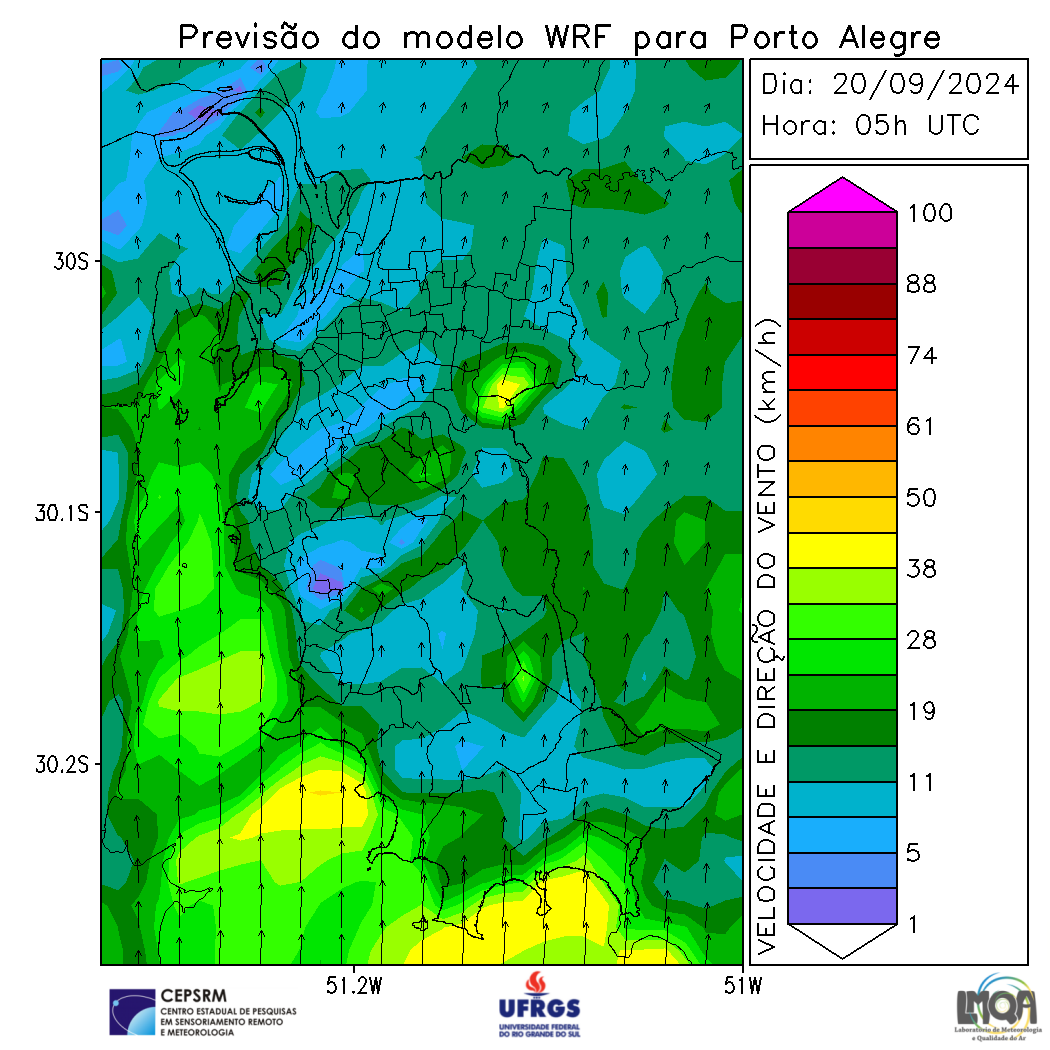 Previsão do modelo WRF para Porto Alegre
Dia: 20/09/2024
Hora: 05h UTC
30S
30.1S
30.2S
51.2W
51W
VELOCIDADE E DIREÇÃO DO VENTO (km/h)
100
88
74
61
50
38
28
19
11
5
1
CEPSRM
CENTRO ESTADUAL DE PESQUISAS
EM SENSORIAMENTO REMOTO
E METEOROLOGIA
UFRGS
UNIVERSIDADE FEDERAL
DO RIO GRANDE DO SUL
LMQA
Laboratório de Meteorologia
e Qualidade do Ar